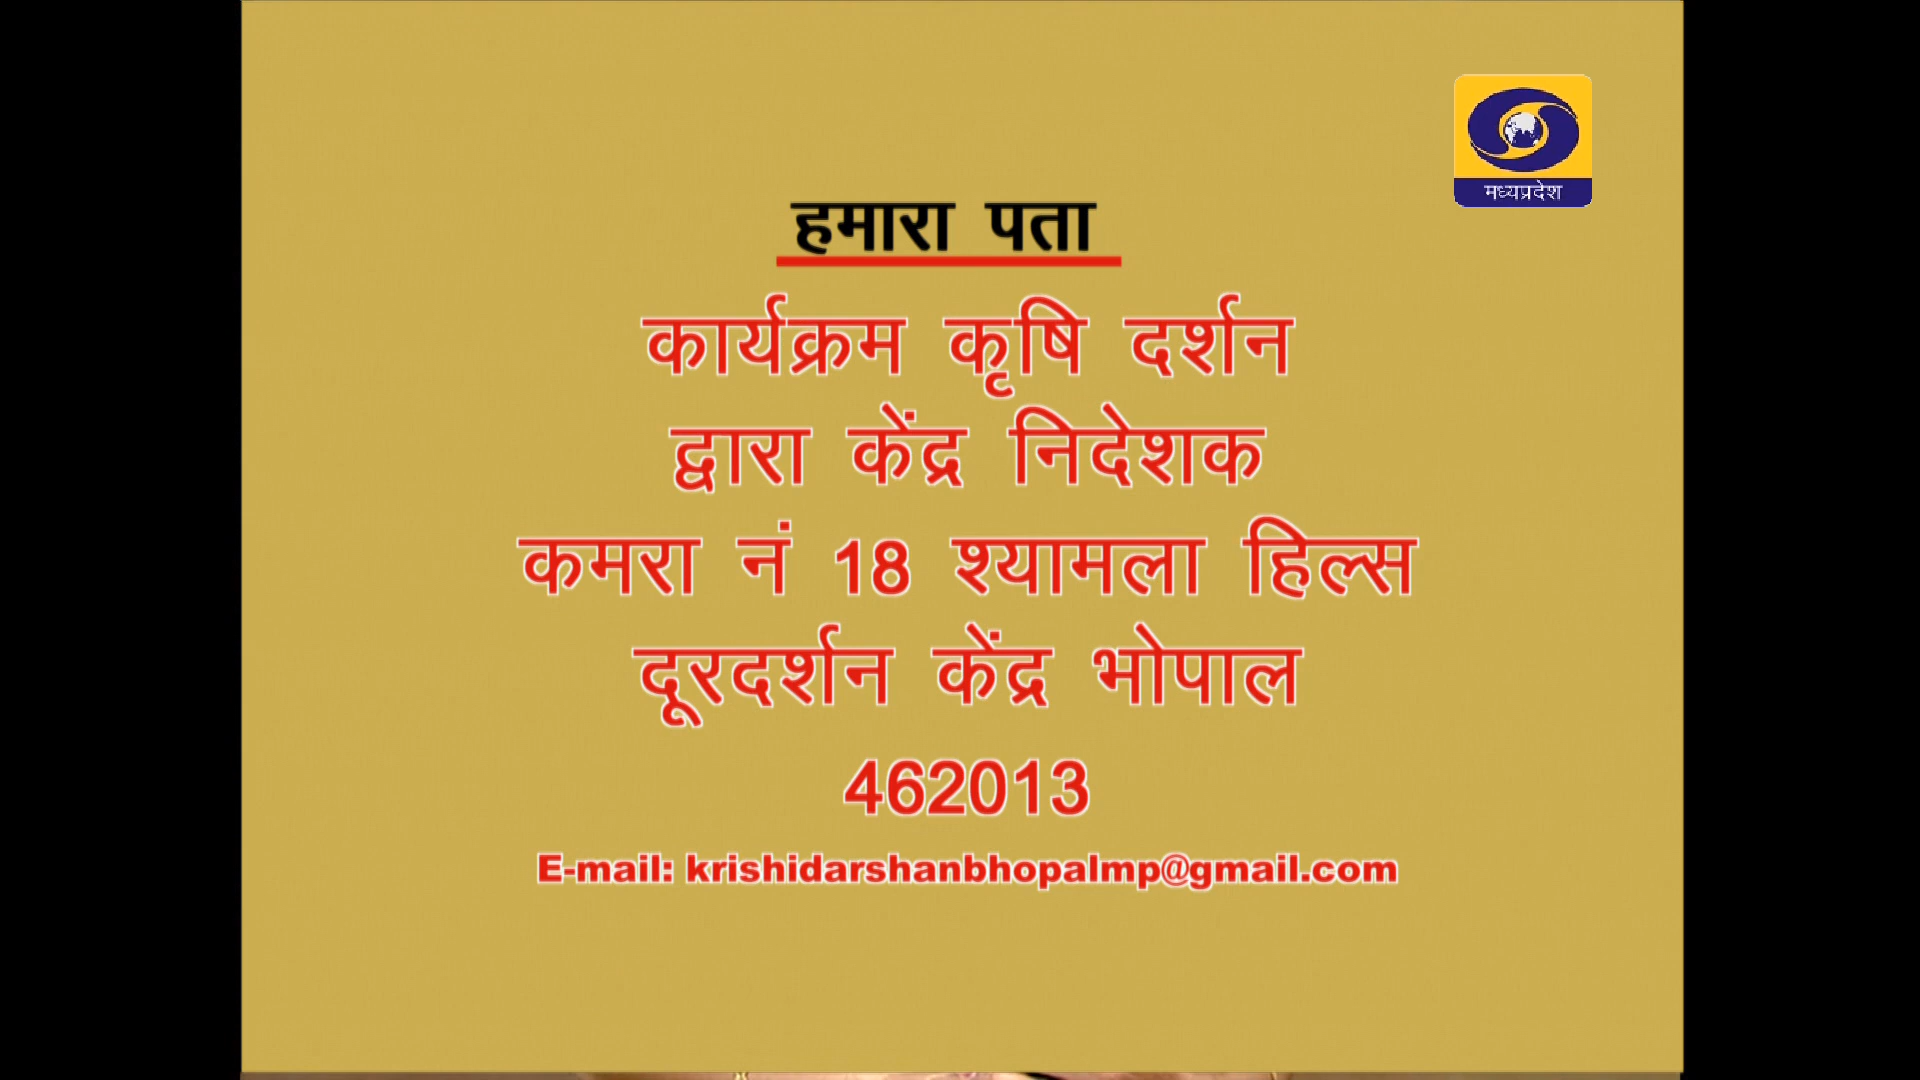 मध्यप्रदेश
हमारा पता
कार्यक्रम कृषि दर्शन
द्वारा केंद्र निदेशक
कमरा नं 18 श्यामला हिल्स
दूरदर्शन केंद्र भोपाल
462013
E-mail: krishidarshanbhopalmp@gmail.com